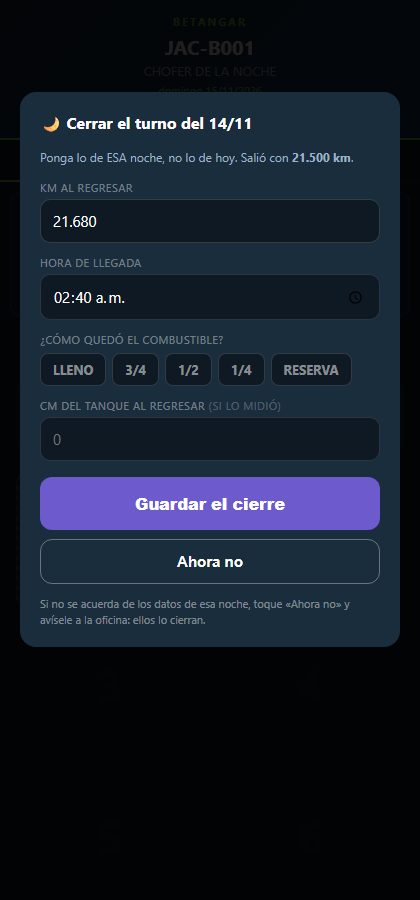 BETANGAR
JAC-B001
CHOFER DE LA NOCHE
domingo 15/11/2026
🌙 Cerrar el turno del 14/11
Ponga lo de ESA noche, no lo de hoy. Salió con 21.500 km.
KM AL REGRESAR
21.680
HORA DE LLEGADA
02:40 a. m.
¿CÓMO QUEDÓ EL COMBUSTIBLE?
LLENO 3/4 1/2 1/4 RESERVA
CM DEL TANQUE AL REGRESAR (SI LO MIDIÓ)
0
Guardar el cierre
Ahora no
Si no se acuerda de los datos de esa noche, toque «Ahora no» y
avísele a la oficina: ellos lo cierran.